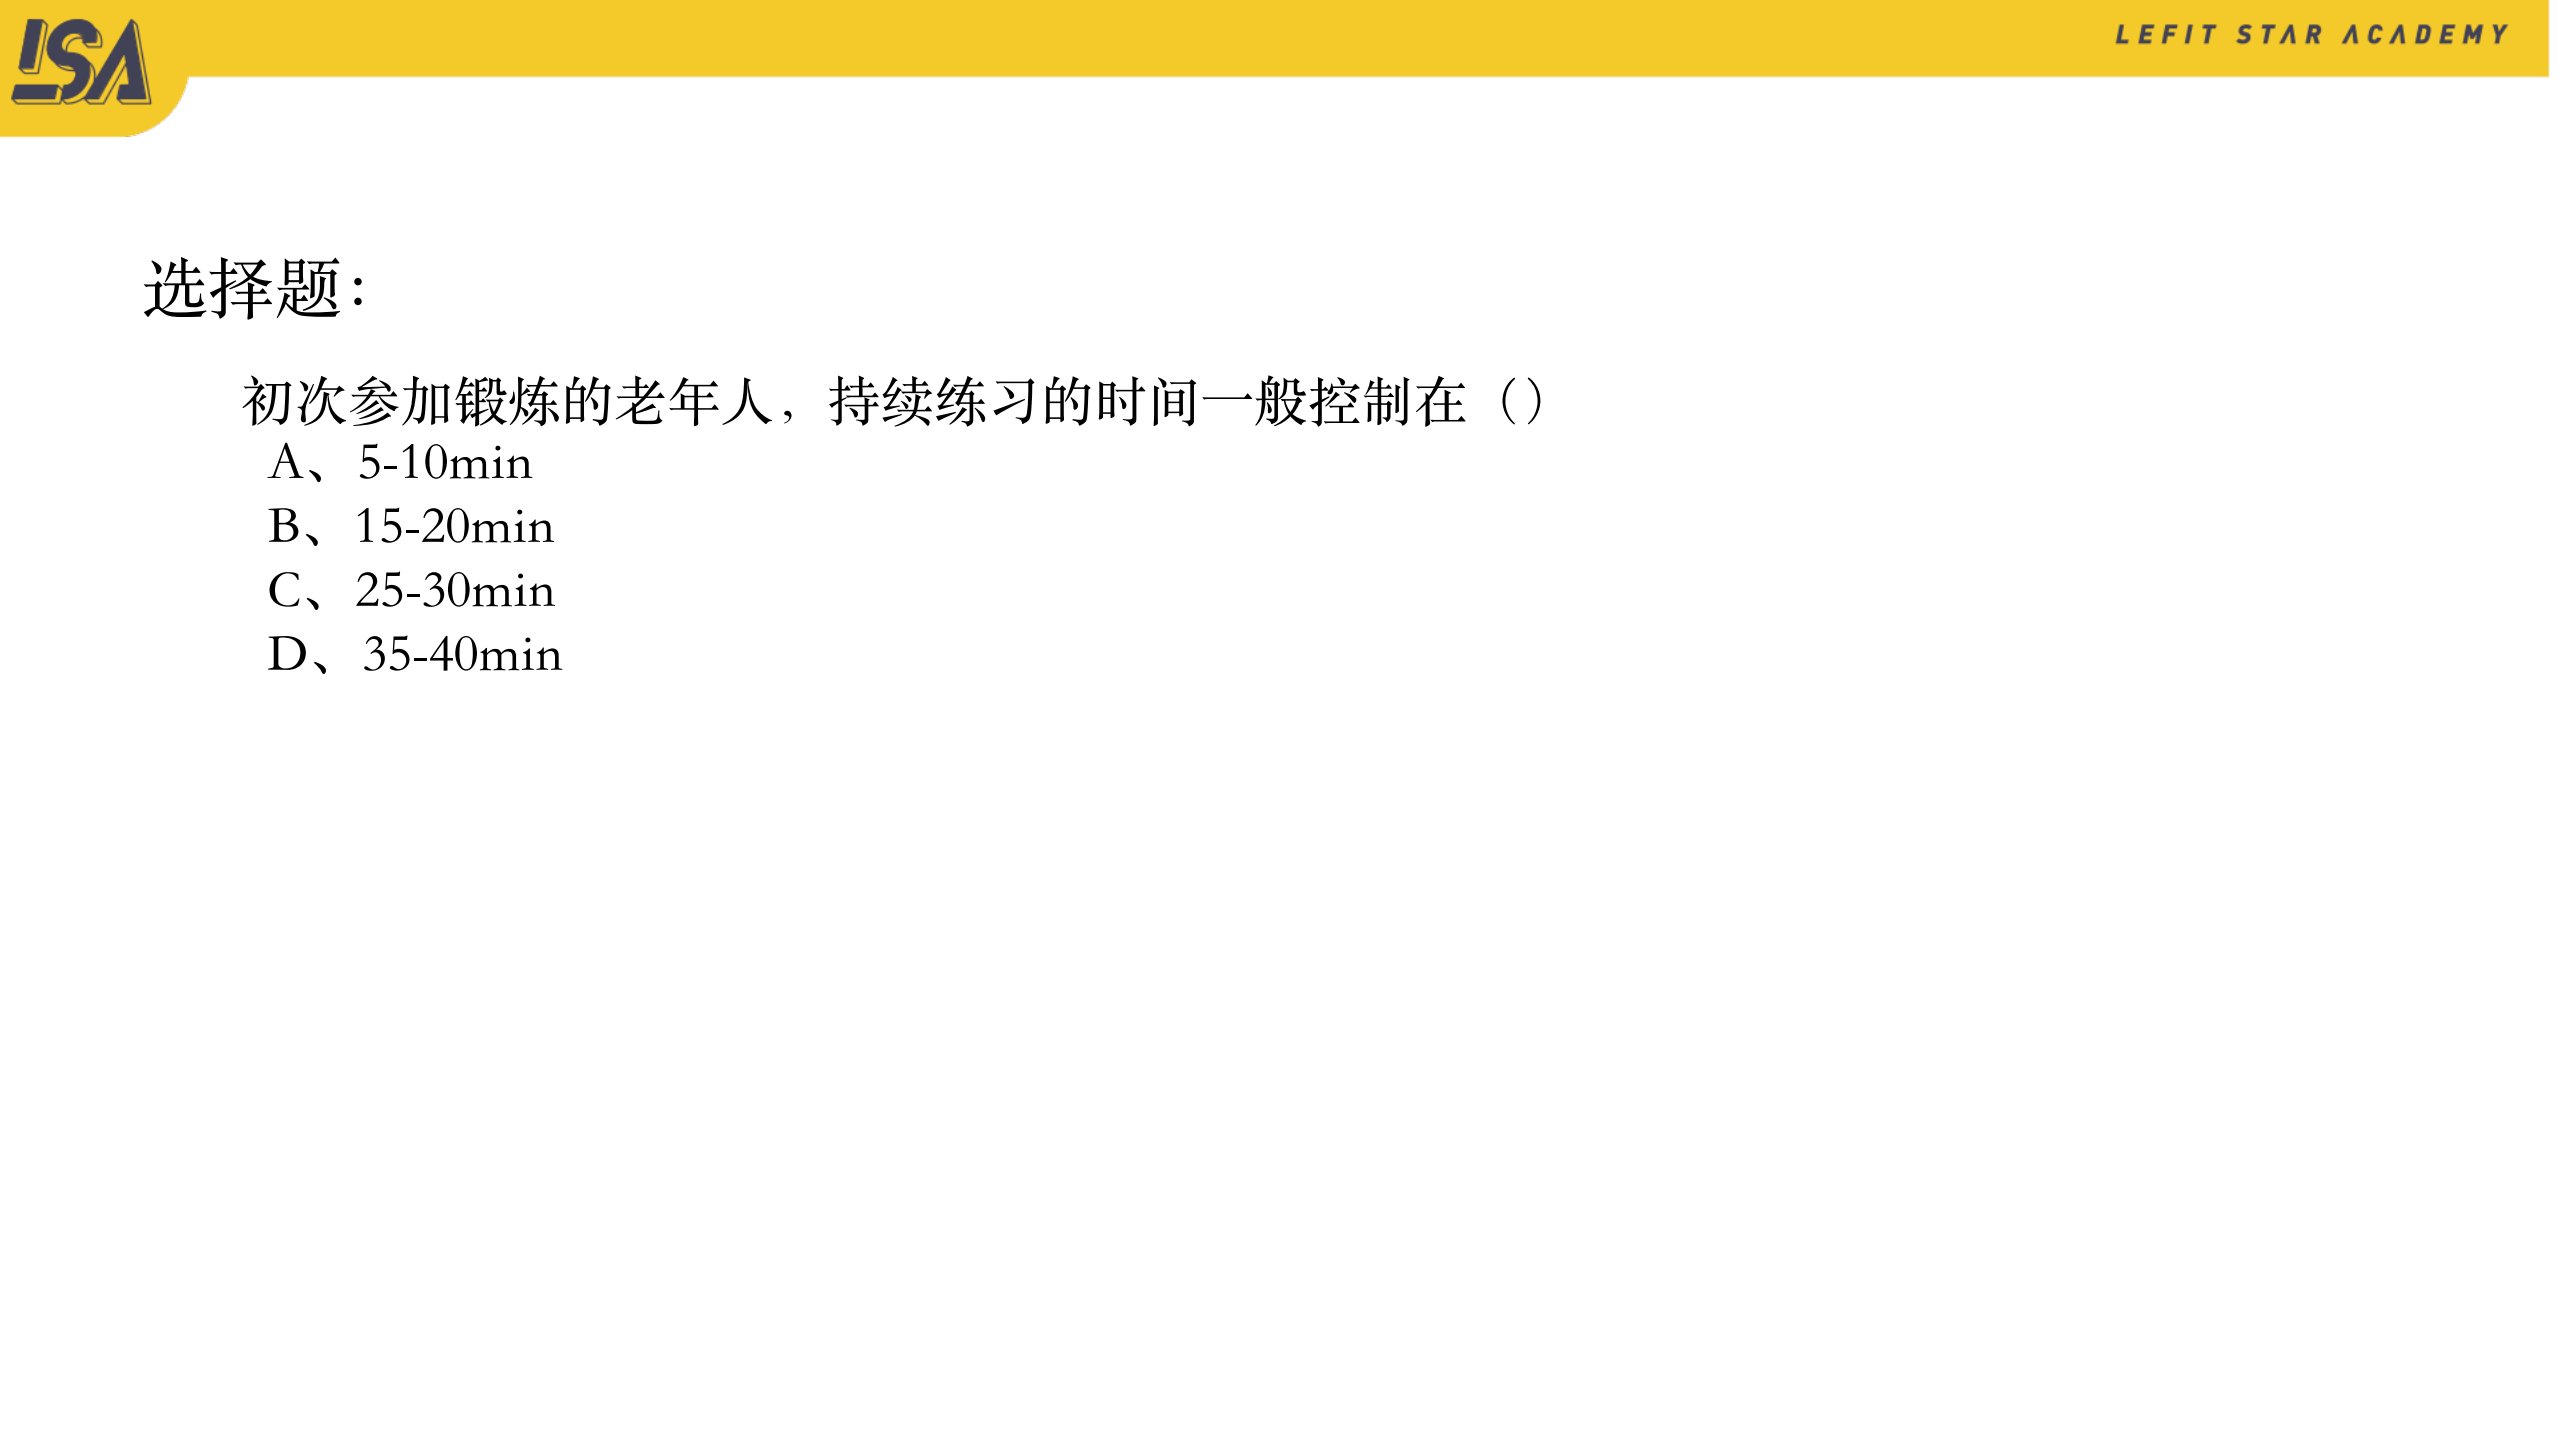 LSA
LEFIT STAR ACADEMY
选择题：
初次参加锻炼的老年人，持续练习的时间一般控制在（）
A、5-10min
B、15-20min
C、25-30min
D、35-40min